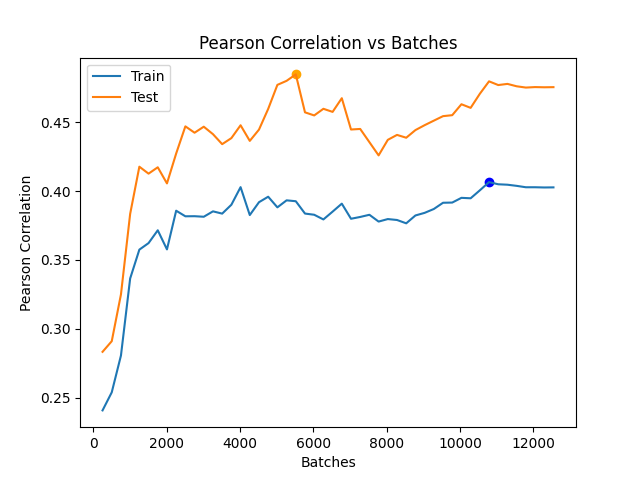 Pearson Correlation vs Batches
Train
Test
0.45
0.40
0.35
0.30
0.25
Pearson Correlation
0 2000 4000 6000 8000 10000 12000
Batches